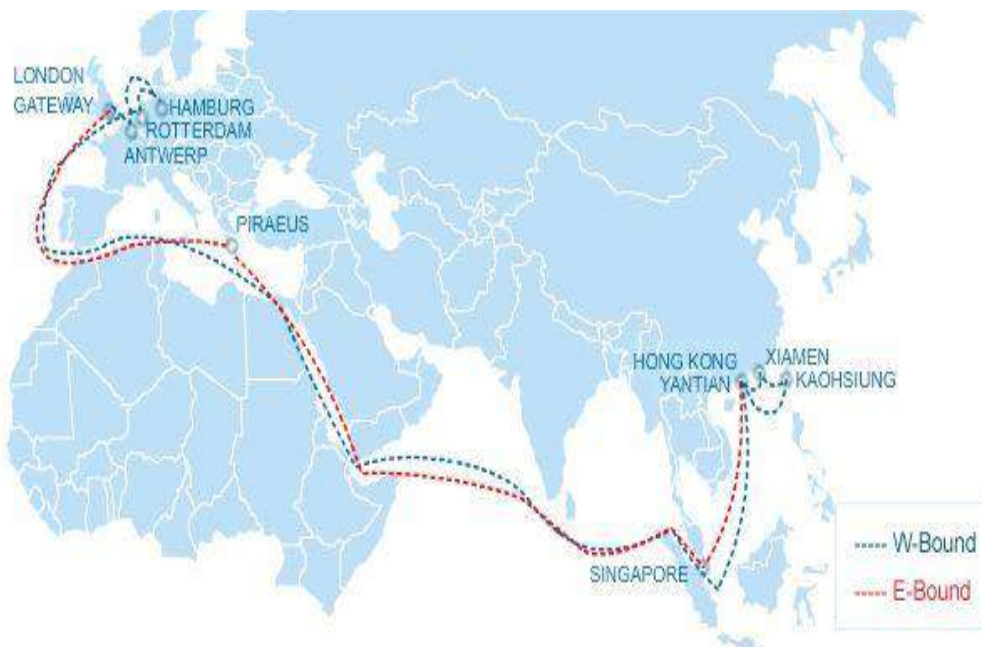 LONDON
GATEWAY
HAMBURG
ROTTERDAM
ANTWERP
PIRAEUS
HONG KONG
XIAMEN
YANTIAN
KAOHSIUNG
SINGAPORE
W-Bound
E-Bound